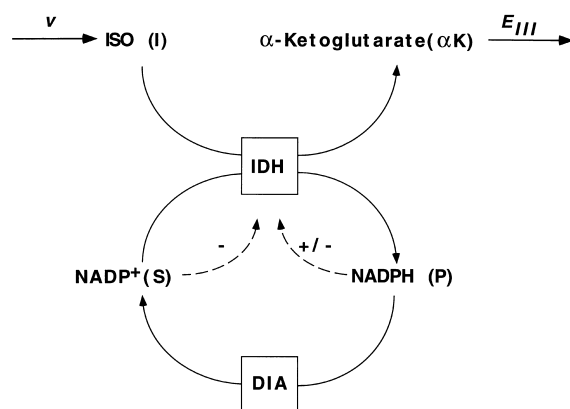 v
ISO (I)
α-Ketoglutarate(αK)
E_III
IDH
-
+/-
NADP⁺(S)
NADPH (P)
DIA